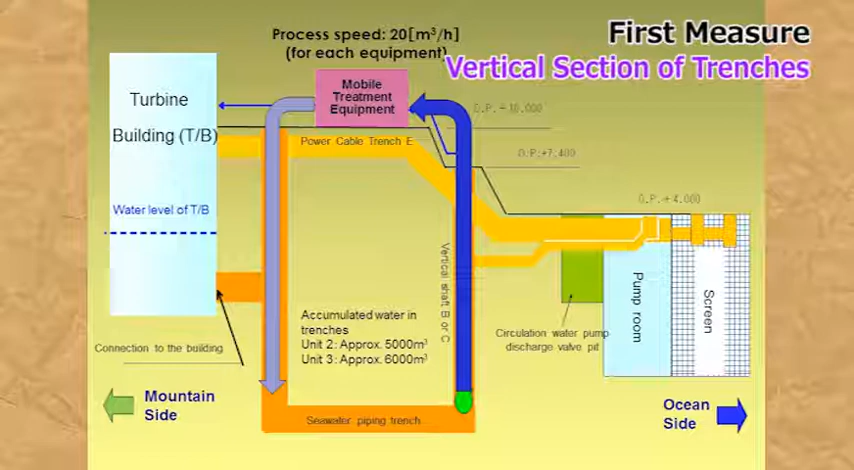 First Measure
Vertical Section of Trenches
Process speed: 20[m³/h]
(for each equipment)
Mobile
Treatment
Equipment
Turbine
Building (T/B)
Power Cable Trench E
O.P.+10.000
O.P.+7.400
O.P.+4.000
Water level of T/B
Vertical shaft B or C
Accumulated water in
trenches
Unit 2: Approx. 5000m³
Unit 3: Approx. 6000m³
Pump room
Screen
Circulation water pump
discharge valve pit
Connection to the building
Mountain
Side
Seawater piping trench
Ocean
Side